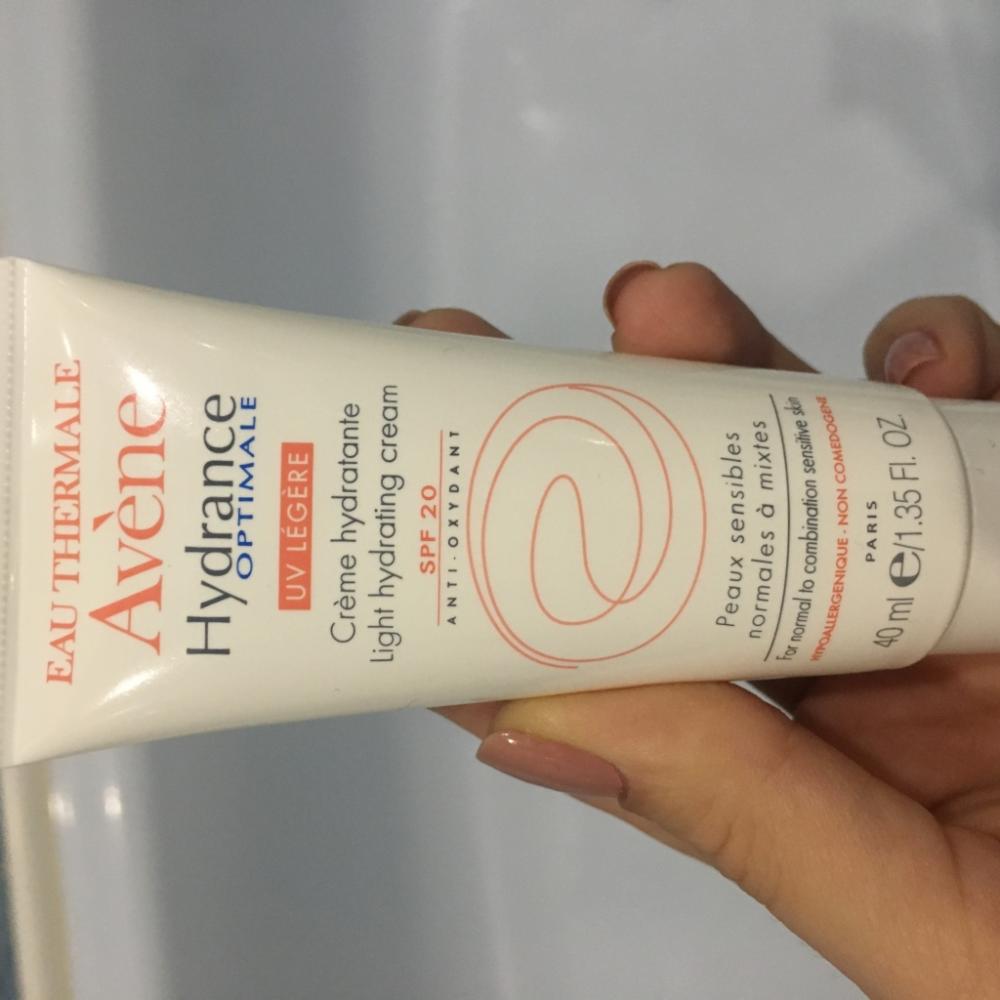 EAU THERMALE
Avène
Hydrance
OPTIMALE
UV LÉGÈRE
Crème hydratante
Light hydrating cream
SPF 20
ANTI-OXYDANT
Peaux sensibles
normales à mixtes
For normal to combination sensitive skin
HYPOALLERGENIQUE - NON COMEDOGENE
PARIS
40 ml e/1.35 Fl. OZ.